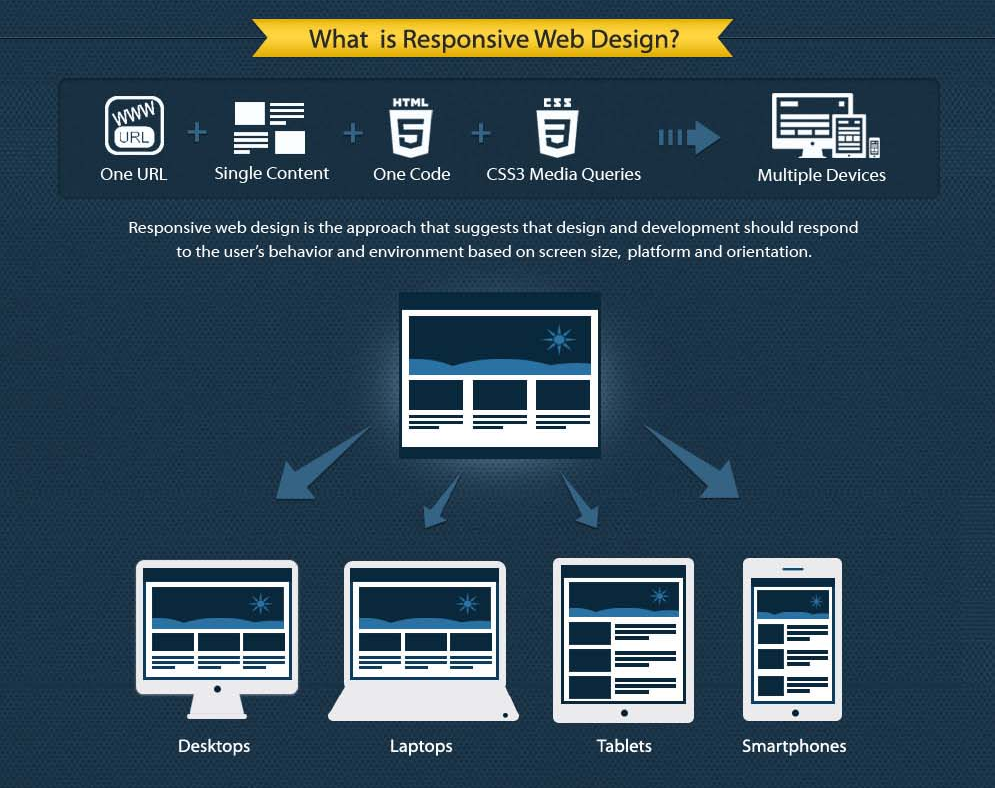 What is Responsive Web Design?
WWW
URL
HTML
5
CSS
3
One URL
Single Content
One Code
CSS3 Media Queries
Multiple Devices
Responsive web design is the approach that suggests that design and development should respond
to the user's behavior and environment based on screen size, platform and orientation.
Desktops
Laptops
Tablets
Smartphones